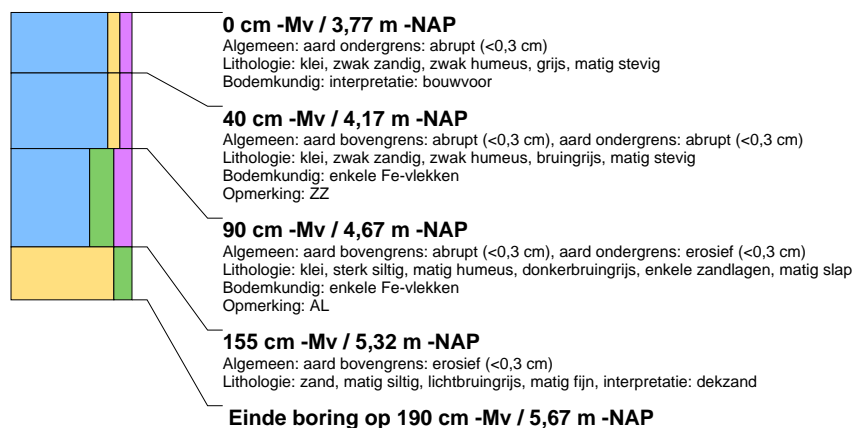 0 cm -Mv / 3,77 m -NAP
Algemeen: aard ondergrens: abrupt (<0,3 cm)
Lithologie: klei, zwak zandig, zwak humeus, grijs, matig stevig
Bodemkundig: interpretatie: bouwvoor
40 cm -Mv / 4,17 m -NAP
Algemeen: aard bovengrens: abrupt (<0,3 cm), aard ondergrens: abrupt (<0,3 cm)
Lithologie: klei, zwak zandig, zwak humeus, bruingrijs, matig stevig
Bodemkundig: enkele Fe-vlekken
Opmerking: ZZ
90 cm -Mv / 4,67 m -NAP
Algemeen: aard bovengrens: abrupt (<0,3 cm), aard ondergrens: erosief (<0,3 cm)
Lithologie: klei, sterk siltig, matig humeus, donkerbruingrijs, enkele zandlagen, matig slap
Bodemkundig: enkele Fe-vlekken
Opmerking: AL
155 cm -Mv / 5,32 m -NAP
Algemeen: aard bovengrens: erosief (<0,3 cm)
Lithologie: zand, matig siltig, lichtbruingrijs, matig fijn, interpretatie: dekzand
Einde boring op 190 cm -Mv / 5,67 m -NAP